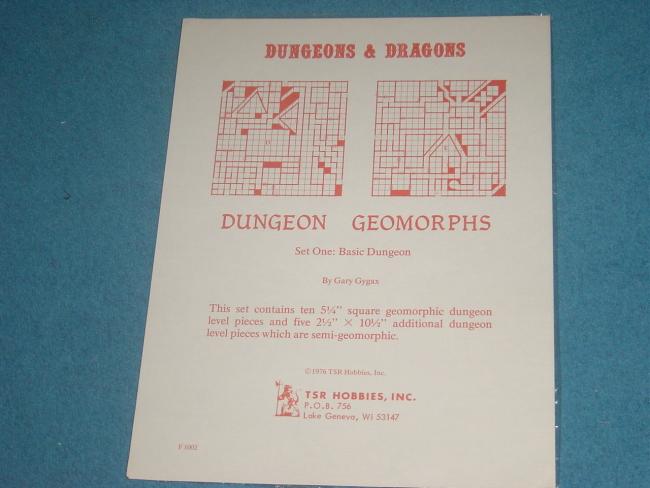 DUNGEONS & DRAGONS
DUNGEON GEOMORPHS
Set One: Basic Dungeon
By Gary Gygax
This set contains ten 5¼" square geomorphic dungeon
level pieces and five 2½" × 10½" additional dungeon
level pieces which are semi-geomorphic.
©1976 TSR Hobbies, Inc.
TSR HOBBIES, INC.
P.O.B. 756
Lake Geneva, WI 53147
F 1002